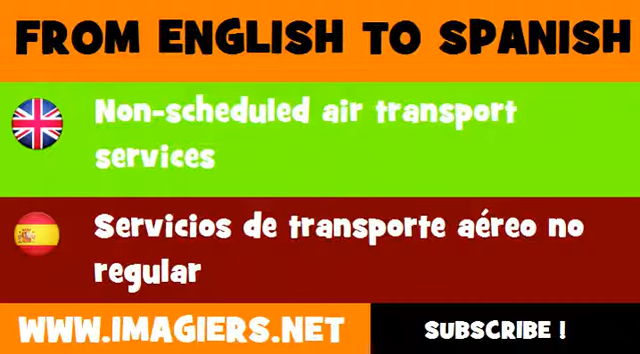 FROM ENGLISH TO SPANISH
Non-scheduled air transport
services
Servicios de transporte aéreo no
regular
WWW.IMAGIERS.NET
SUBSCRIBE !